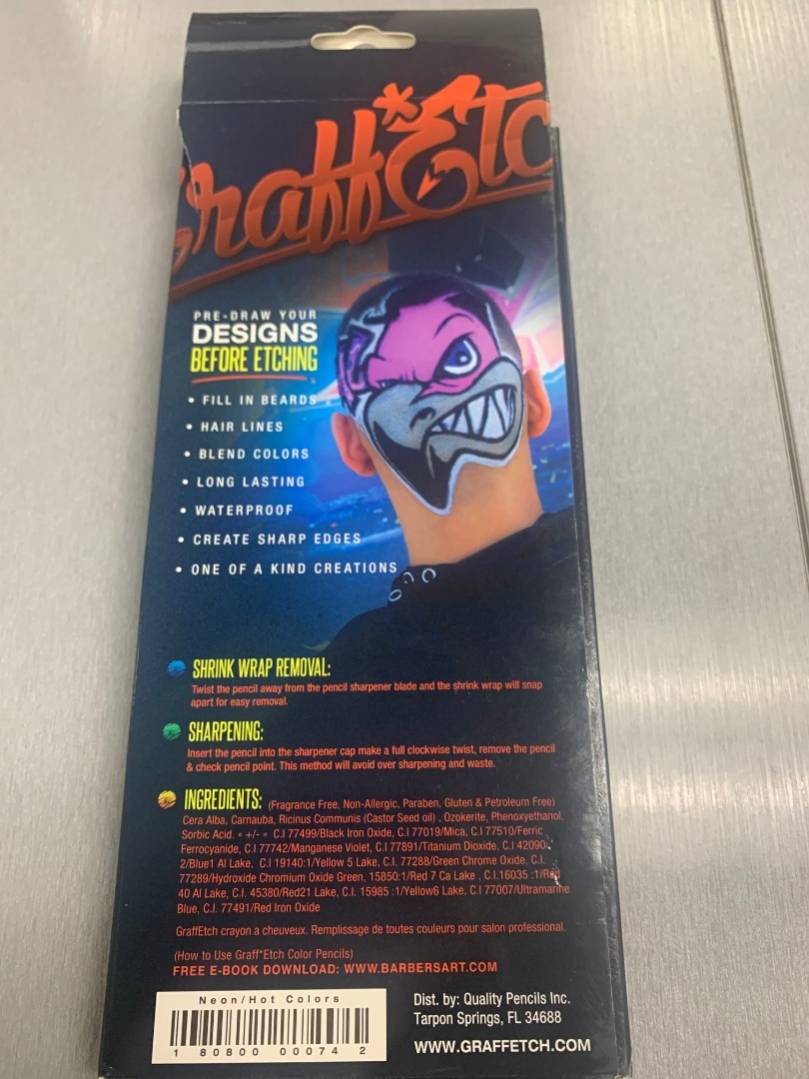 Graff*Etc
PRE-DRAW YOUR
DESIGNS
BEFORE ETCHING
• FILL IN BEARDS
• HAIR LINES
• BLEND COLORS
• LONG LASTING
• WATERPROOF
• CREATE SHARP EDGES
• ONE OF A KIND CREATIONS
SHRINK WRAP REMOVAL:
Twist the pencil away from the pencil sharpener blade and the shrink wrap will snap
apart for easy removal.
SHARPENING:
Insert the pencil into the sharpener cap make a full clockwise twist, remove the pencil
& check pencil point. This method will avoid over sharpening and waste.
INGREDIENTS: (Fragrance Free, Non-Allergic, Paraben, Gluten & Petroleum Free)
Cera Alba, Carnauba, Ricinus Communis (Castor Seed oil) , Ozokerite, Phenoxyethanol,
Sorbic Acid. « +/- » C.I 77499/Black Iron Oxide, C.I 77019/Mica, C.I 77510/Ferric
Ferrocyanide, C.I 77742/Manganese Violet, C.I 77891/Titanium Dioxide, C.I 42090:
2/Blue1 Al Lake, C.I 19140:1/Yellow 5 Lake, C.I. 77288/Green Chrome Oxide, C.I.
77289/Hydroxide Chromium Oxide Green, 15850:1/Red 7 Ca Lake , C.I.16035 :1/Red
40 Al Lake, C.I. 45380/Red21 Lake, C.I. 15985 :1/Yellow6 Lake, C.I 77007/Ultramarine
Blue, C.I. 77491/Red Iron Oxide
GraffEtch crayon a cheuveux. Remplissage de toutes couleurs pour salon professional.
(How to Use Graff*Etch Color Pencils)
FREE E-BOOK DOWNLOAD: WWW.BARBERSART.COM
Neon/Hot Colors
1 80800 00074 2
Dist. by: Quality Pencils Inc.
Tarpon Springs, FL 34688
WWW.GRAFFETCH.COM